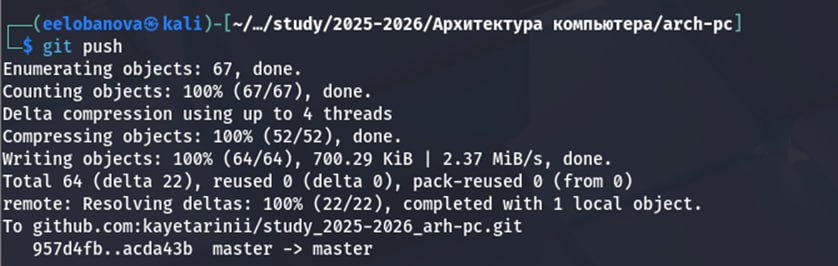 ┌──(eelobanova㉿kali)-[~/…/study/2025-2026/Архитектура компьютера/arch-pc]
└─$ git push
Enumerating objects: 67, done.
Counting objects: 100% (67/67), done.
Delta compression using up to 4 threads
Compressing objects: 100% (52/52), done.
Writing objects: 100% (64/64), 700.29 KiB | 2.37 MiB/s, done.
Total 64 (delta 22), reused 0 (delta 0), pack-reused 0 (from 0)
remote: Resolving deltas: 100% (22/22), completed with 1 local object.
To github.com:kayetarinii/study_2025-2026_arh-pc.git
   957d4fb..acda43b  master -> master